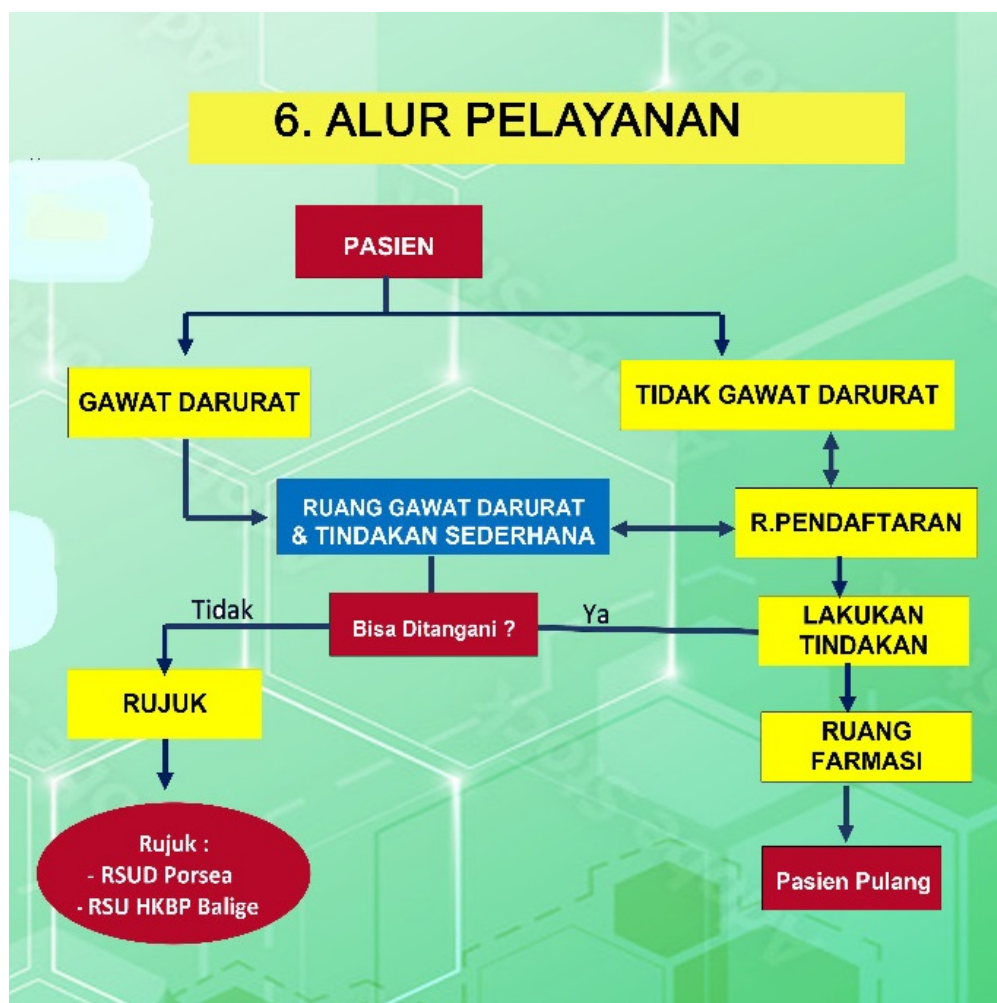 6. ALUR PELAYANAN
PASIEN
GAWAT DARURAT
TIDAK GAWAT DARURAT
RUANG GAWAT DARURAT
& TINDAKAN SEDERHANA
R.PENDAFTARAN
Tidak
Bisa Ditangani ?
Ya
LAKUKAN
TINDAKAN
RUJUK
RUANG
FARMASI
Rujuk :
- RSUD Porsea
- RSU HKBP Balige
Pasien Pulang